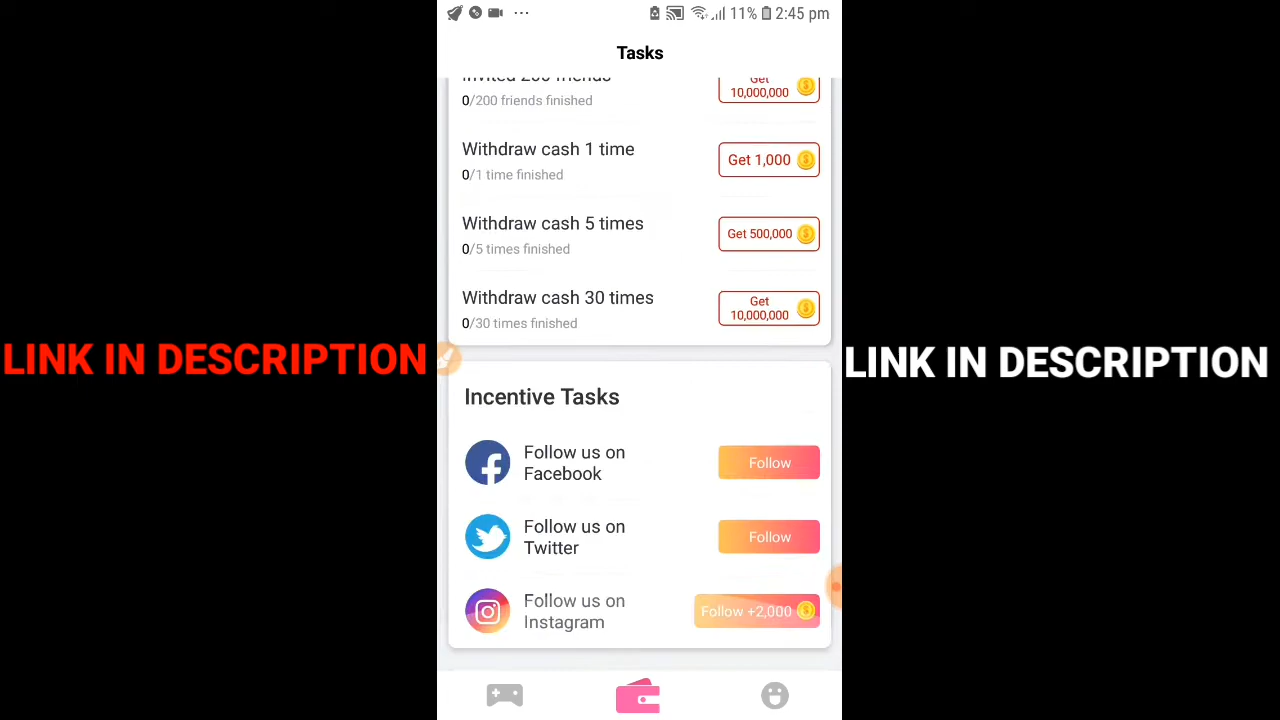 11% 2:45 pm
Tasks
Invited 200 friends
0/200 friends finished
Get
10,000,000
Withdraw cash 1 time
0/1 time finished
Get 1,000
Withdraw cash 5 times
0/5 times finished
Get 500,000
Withdraw cash 30 times
0/30 times finished
Get
10,000,000
LINK IN DESCRIPTION
LINK IN DESCRIPTION
Incentive Tasks
Follow us on
Facebook
Follow
Follow us on
Twitter
Follow
Follow us on
Instagram
Follow +2,000